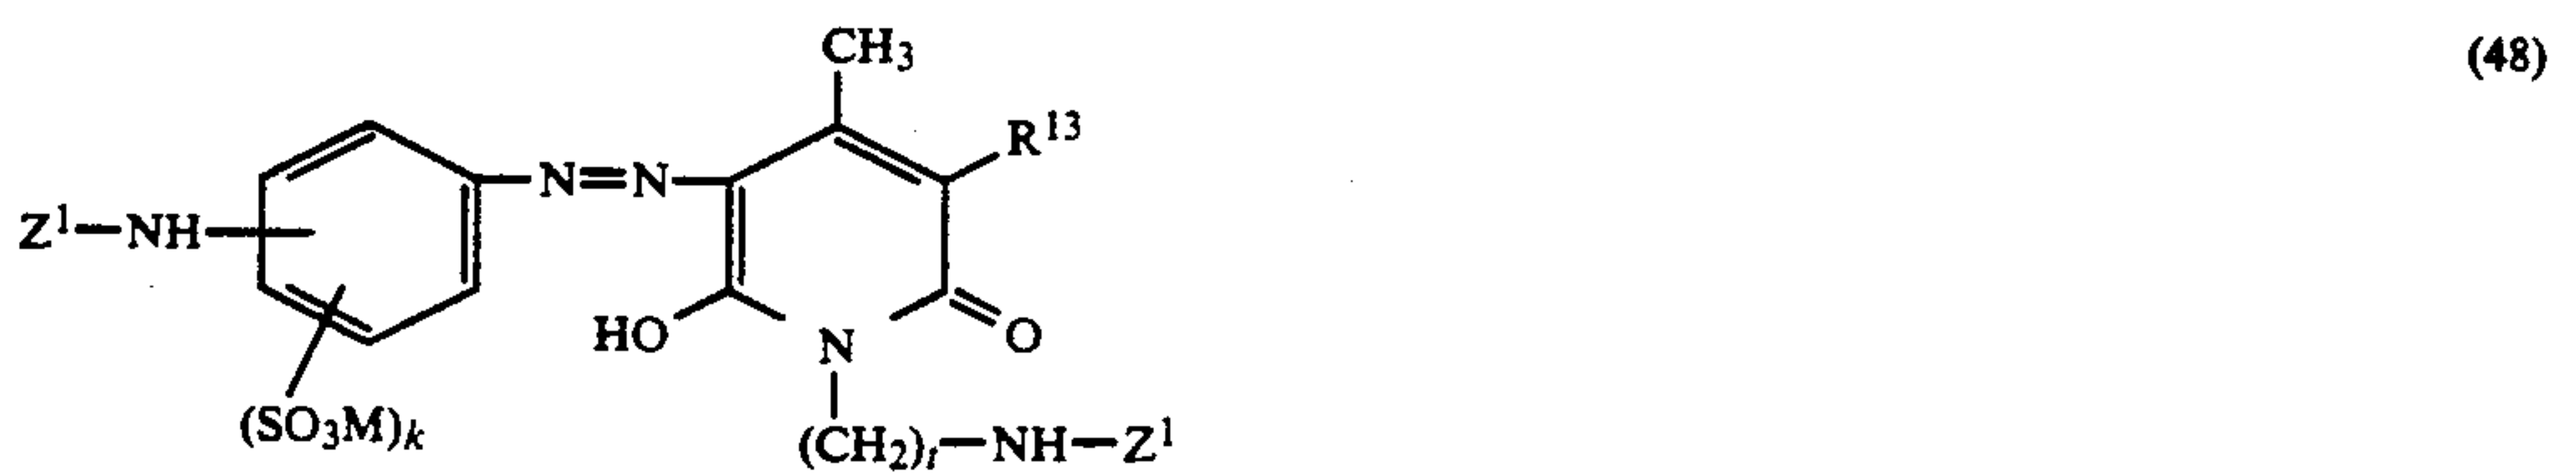 CH3 (48)
R13
N=N
Z1—NH
HO N O
(SO3M)k (CH2)t—NH—Z1